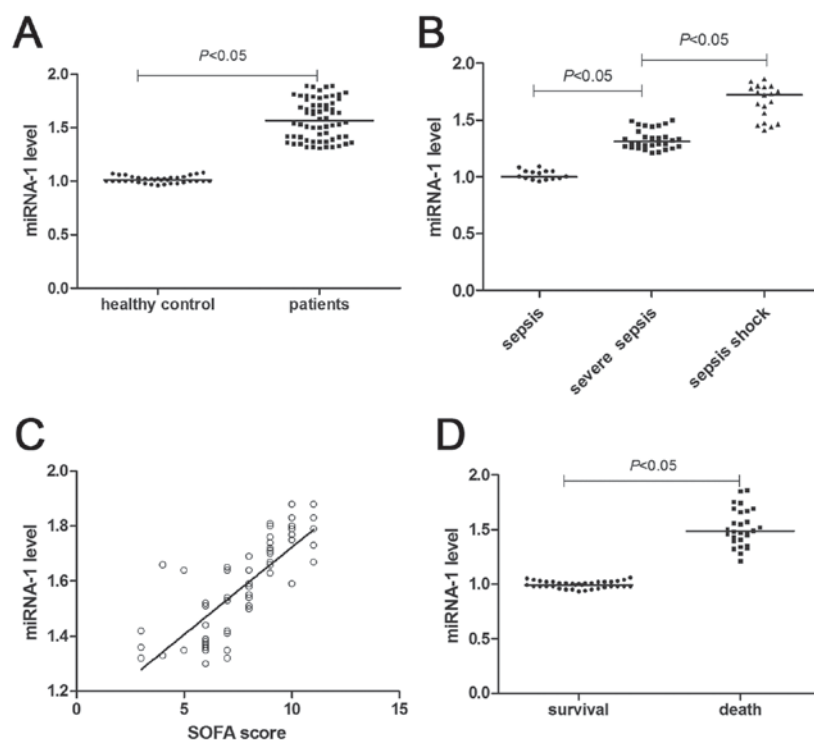 A
P<0.05
2.0
1.5
1.0
0.5
0.0
miRNA-1 level
healthy control
patients
B
P<0.05
P<0.05
2.0
1.5
1.0
0.5
0.0
miRNA-1 level
sepsis
severe sepsis
sepsis shock
C
2.0
1.8
1.6
1.4
1.2
miRNA-1 level
0
5
10
15
SOFA score
D
P<0.05
2.0
1.5
1.0
0.5
0.0
miRNA-1 level
survival
death